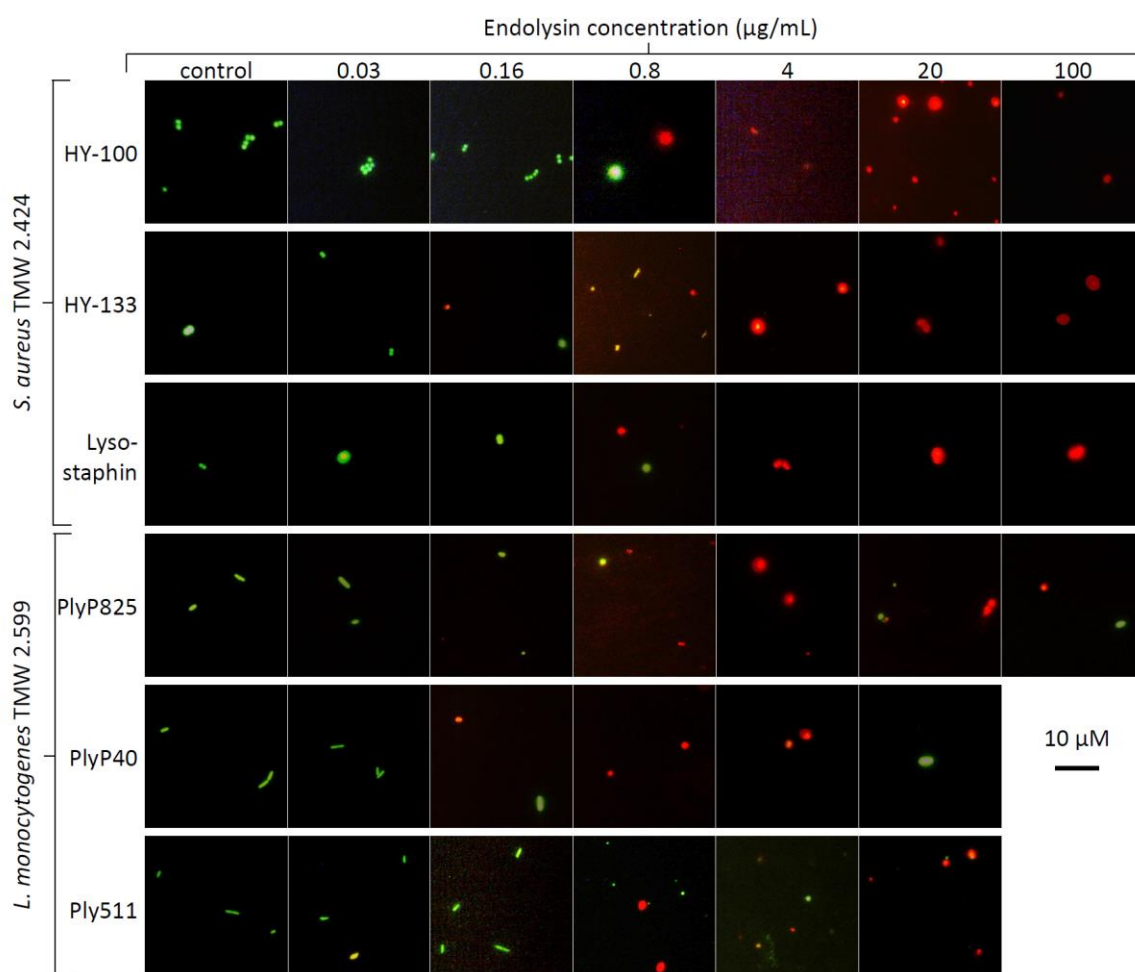 Endolysin concentration (µg/mL)
control 0.03 0.16 0.8 4 20 100
S. aureus TMW 2.424
HY-100
HY-133
Lyso-
staphin
L. monocytogenes TMW 2.599
PlyP825
PlyP40
10 µM
Ply511